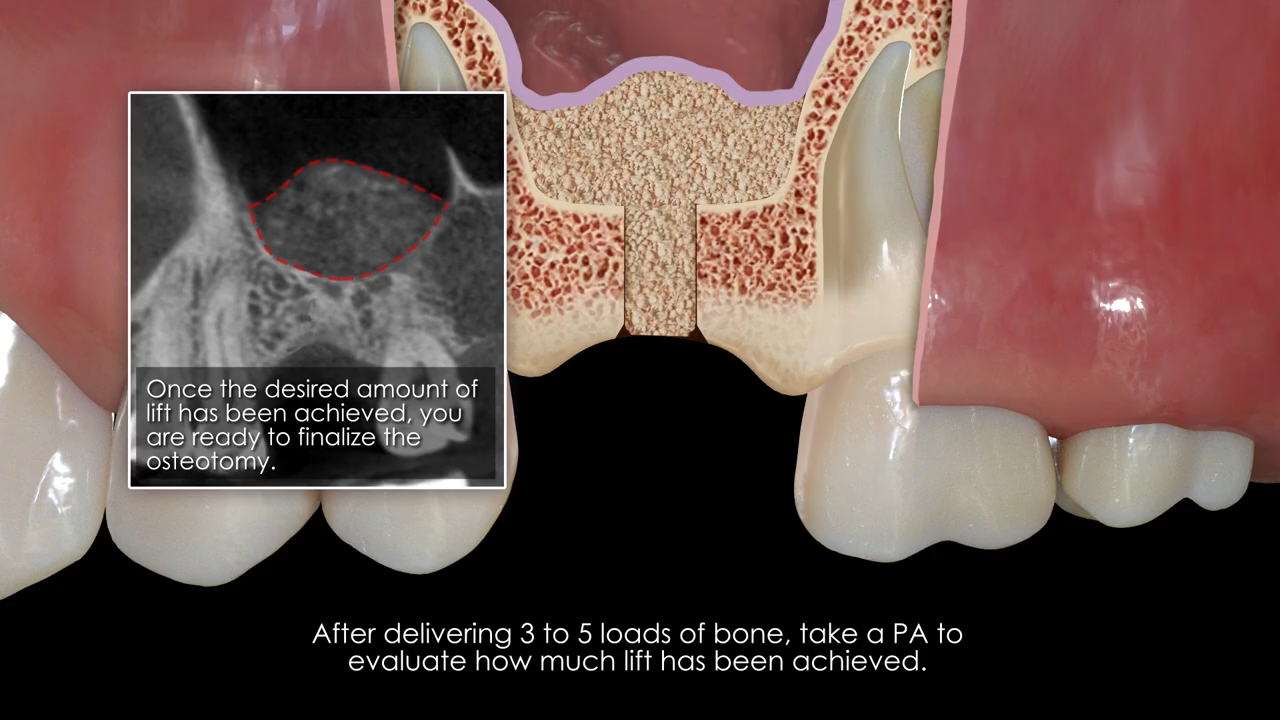 Once the desired amount of
lift has been achieved, you
are ready to finalize the
osteotomy.
After delivering 3 to 5 loads of bone, take a PA to
evaluate how much lift has been achieved.